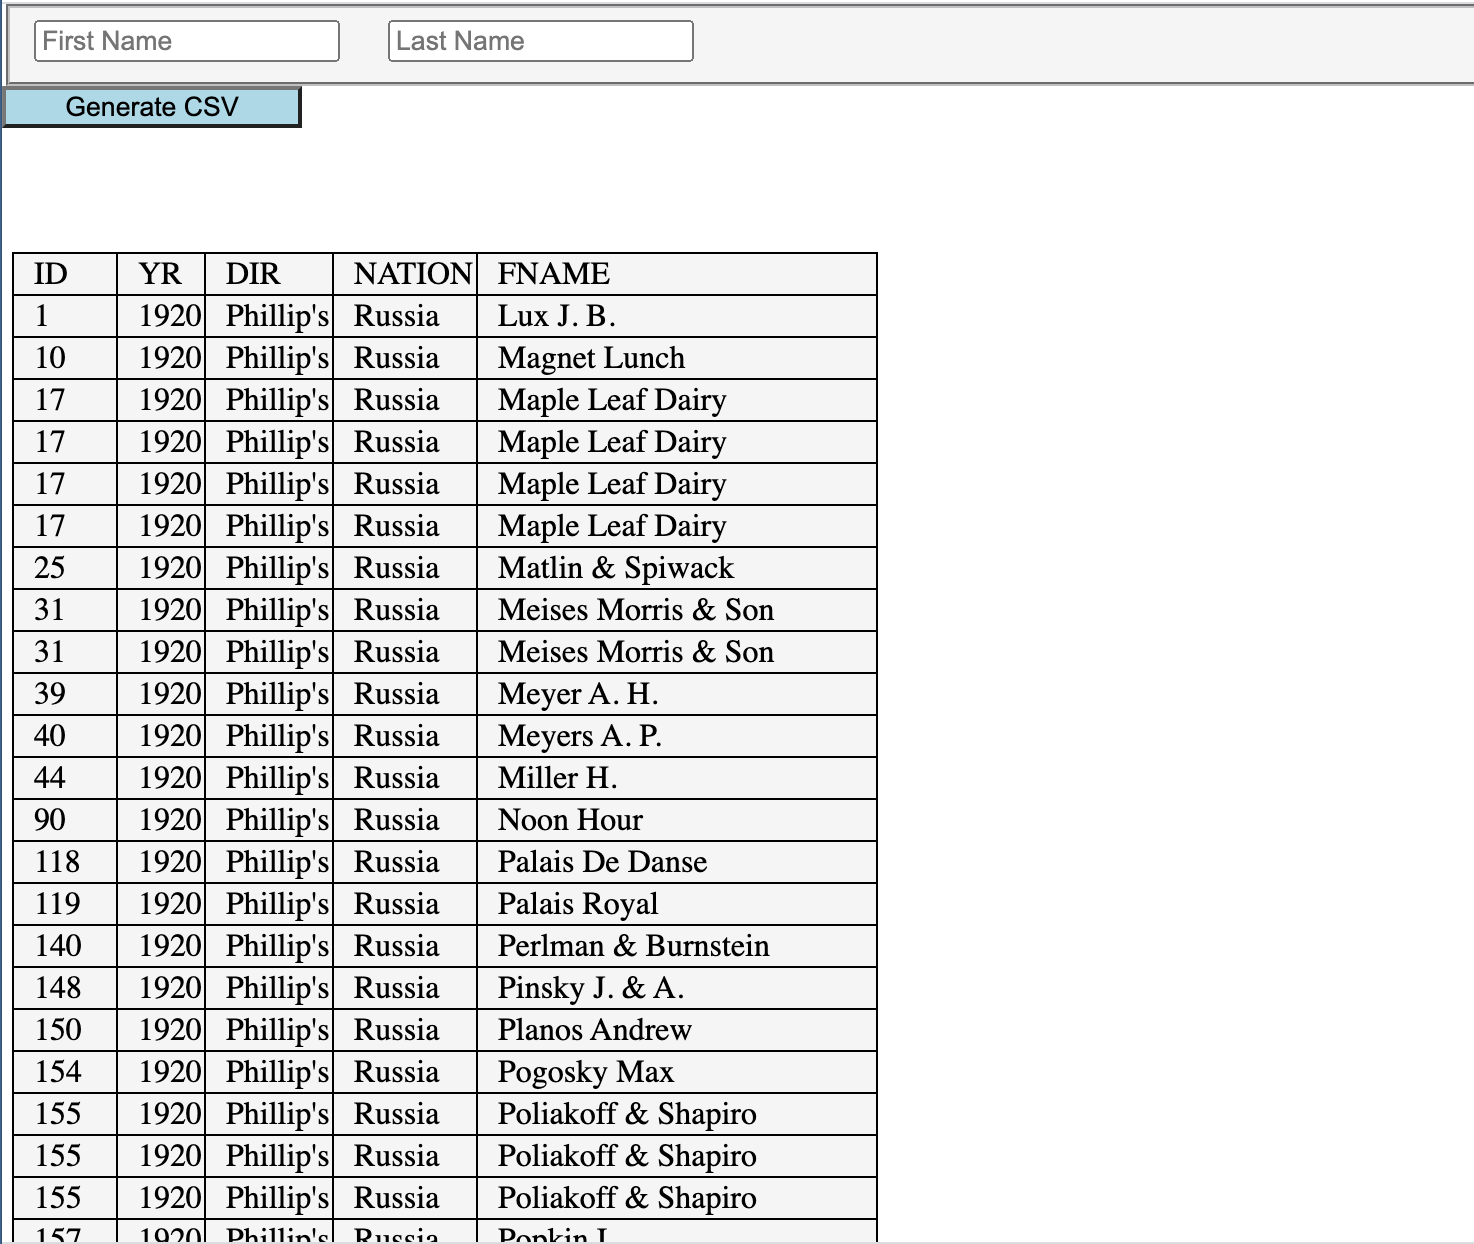 First Name Last Name
Generate CSV
ID YR DIR NATION FNAME
1 1920 Phillip's Russia Lux J. B.
10 1920 Phillip's Russia Magnet Lunch
17 1920 Phillip's Russia Maple Leaf Dairy
17 1920 Phillip's Russia Maple Leaf Dairy
17 1920 Phillip's Russia Maple Leaf Dairy
17 1920 Phillip's Russia Maple Leaf Dairy
25 1920 Phillip's Russia Matlin & Spiwack
31 1920 Phillip's Russia Meises Morris & Son
31 1920 Phillip's Russia Meises Morris & Son
39 1920 Phillip's Russia Meyer A. H.
40 1920 Phillip's Russia Meyers A. P.
44 1920 Phillip's Russia Miller H.
90 1920 Phillip's Russia Noon Hour
118 1920 Phillip's Russia Palais De Danse
119 1920 Phillip's Russia Palais Royal
140 1920 Phillip's Russia Perlman & Burnstein
148 1920 Phillip's Russia Pinsky J. & A.
150 1920 Phillip's Russia Planos Andrew
154 1920 Phillip's Russia Pogosky Max
155 1920 Phillip's Russia Poliakoff & Shapiro
155 1920 Phillip's Russia Poliakoff & Shapiro
155 1920 Phillip's Russia Poliakoff & Shapiro
157 1920 Phillip's Russia Popkin